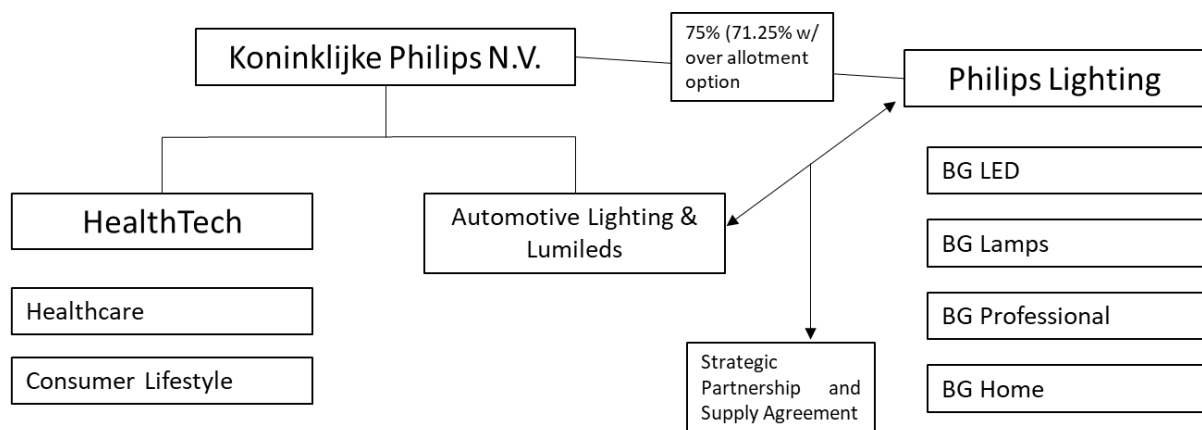 Koninklijke Philips N.V.
75% (71.25% w/
over allotment
option
Philips Lighting
HealthTech
Automotive Lighting &
Lumileds
Healthcare
Consumer Lifestyle
Strategic
Partnership and
Supply Agreement
BG LED
BG Lamps
BG Professional
BG Home